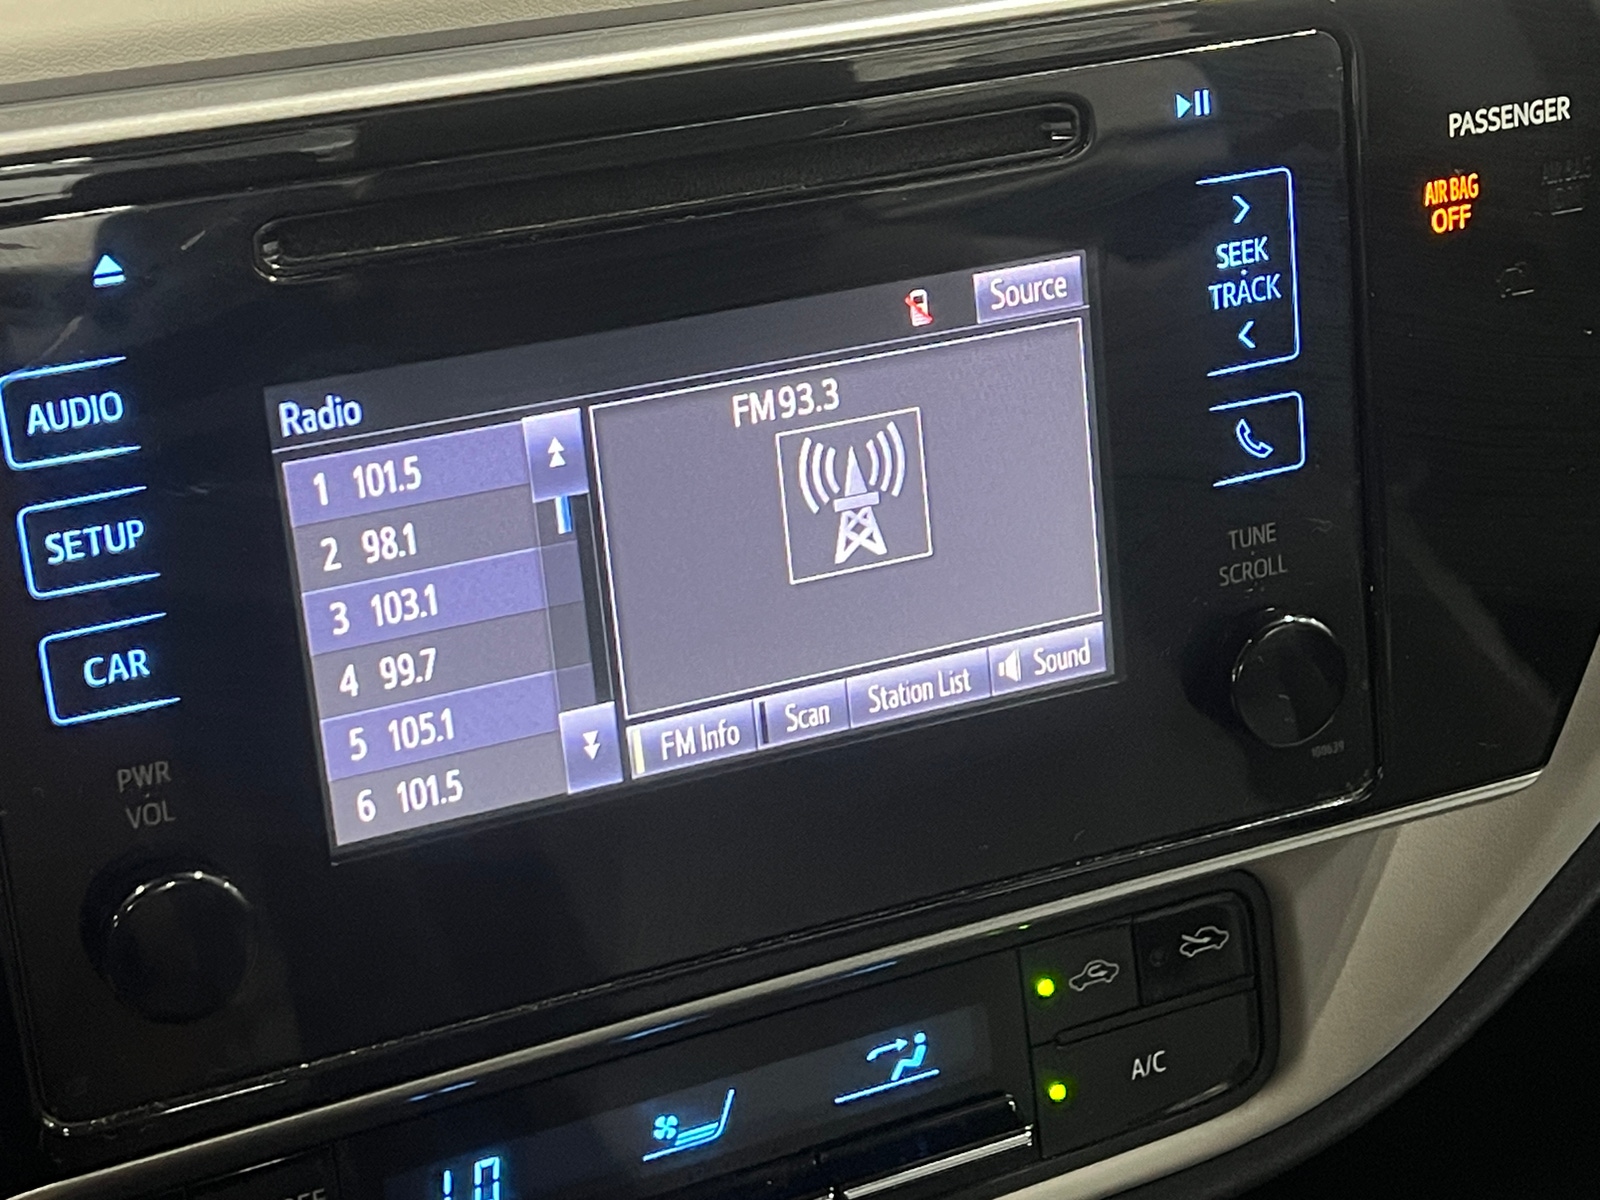 PASSENGER
AIR BAG
OFF
SEEK
TRACK
Source
AUDIO
Radio
FM 93.3
1 101.5
2 98.1
3 103.1
4 99.7
5 105.1
6 101.5
SETUP
CAR
TUNE
SCROLL
FM Info
Scan
Station List
Sound
PWR
VOL
100639
A/C